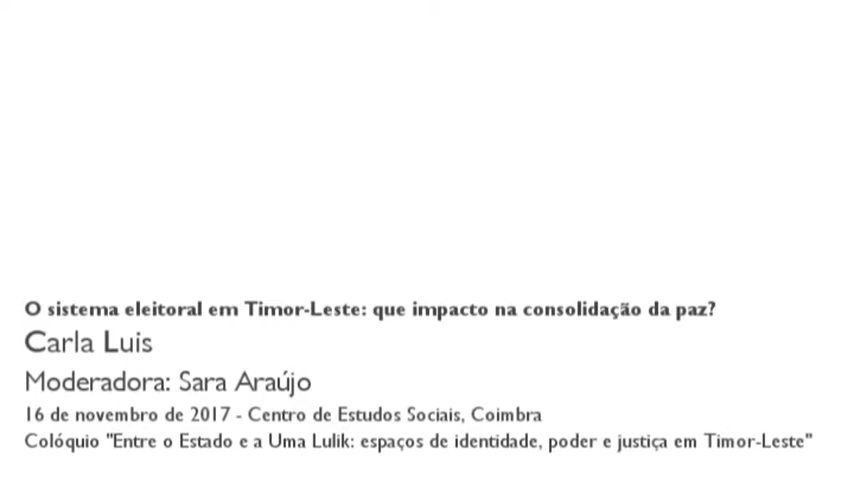 O sistema eleitoral em Timor-Leste: que impacto na consolidação da paz?
Carla Luis
Moderadora: Sara Araújo
16 de novembro de 2017 - Centro de Estudos Sociais, Coimbra
Colóquio "Entre o Estado e a Uma Lulik: espaços de identidade, poder e justiça em Timor-Leste"